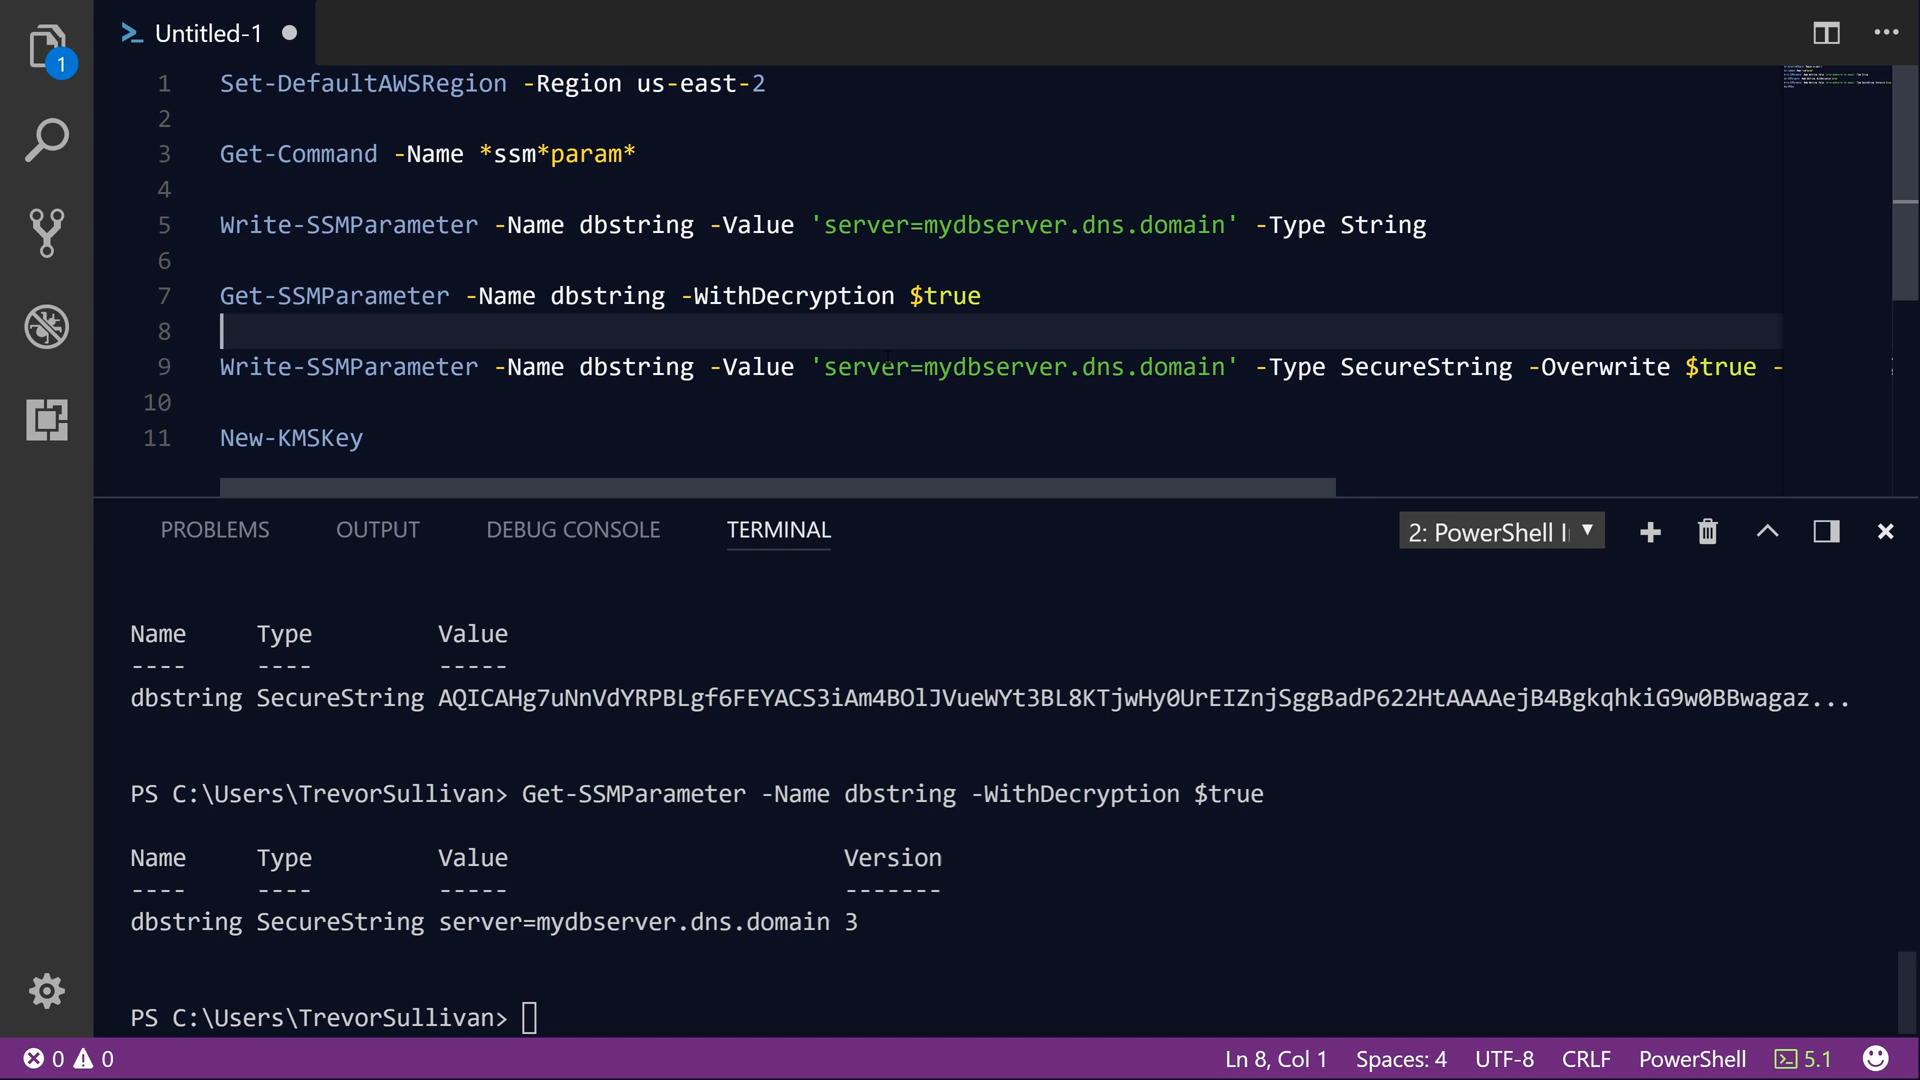 Untitled-1
1
1 Set-DefaultAWSRegion -Region us-east-2
2
3 Get-Command -Name *ssm*param*
4
5 Write-SSMParameter -Name dbstring -Value 'server=mydbserver.dns.domain' -Type String
6
7 Get-SSMParameter -Name dbstring -WithDecryption $true
8
9 Write-SSMParameter -Name dbstring -Value 'server=mydbserver.dns.domain' -Type SecureString -Overwrite $true -
10
11 New-KMSKey
PROBLEMS OUTPUT DEBUG CONSOLE TERMINAL 2: PowerShell I
Name Type Value
---- ---- -----
dbstring SecureString AQICAHg7uNnVdYRPBLgf6FEYACS3iAm4BOlJVueWYt3BL8KTjwHy0UrEIZnjSggBadP622HtAAAAejB4BgkqhkiG9w0BBwagaz...
PS C:\Users\TrevorSullivan> Get-SSMParameter -Name dbstring -WithDecryption $true
Name Type Value Version
---- ---- ----- -------
dbstring SecureString server=mydbserver.dns.domain 3
PS C:\Users\TrevorSullivan>
0 0 Ln 8, Col 1 Spaces: 4 UTF-8 CRLF PowerShell 5.1